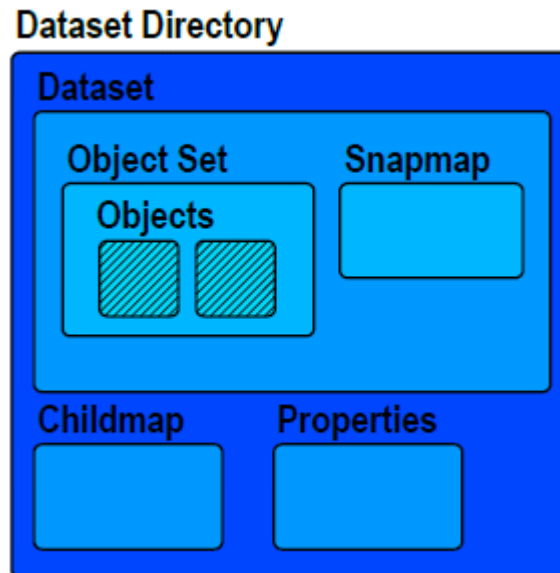 Dataset Directory
Dataset
Object Set Snapmap
Objects
Childmap Properties